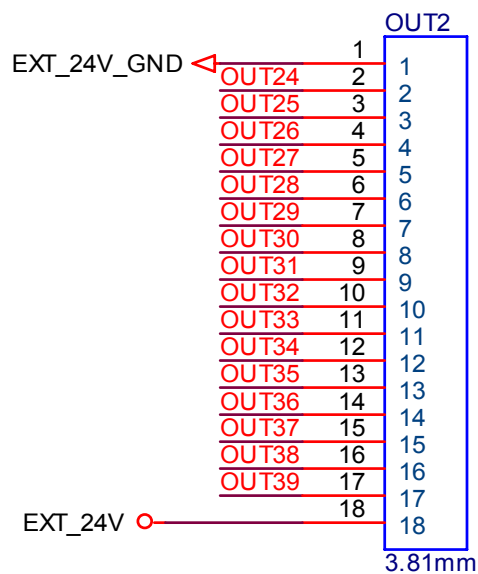 OUT2
EXT_24V_GND 1 1
OUT24 2 2
OUT25 3 3
OUT26 4 4
OUT27 5 5
OUT28 6 6
OUT29 7 7
OUT30 8 8
OUT31 9 9
OUT32 10 10
OUT33 11 11
OUT34 12 12
OUT35 13 13
OUT36 14 14
OUT37 15 15
OUT38 16 16
OUT39 17 17
EXT_24V 18 18
3.81mm